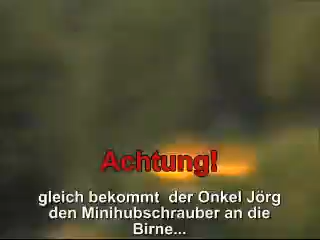 Achtung!
gleich bekommt der Onkel Jörg
den Minihubschrauber an die
Birne...